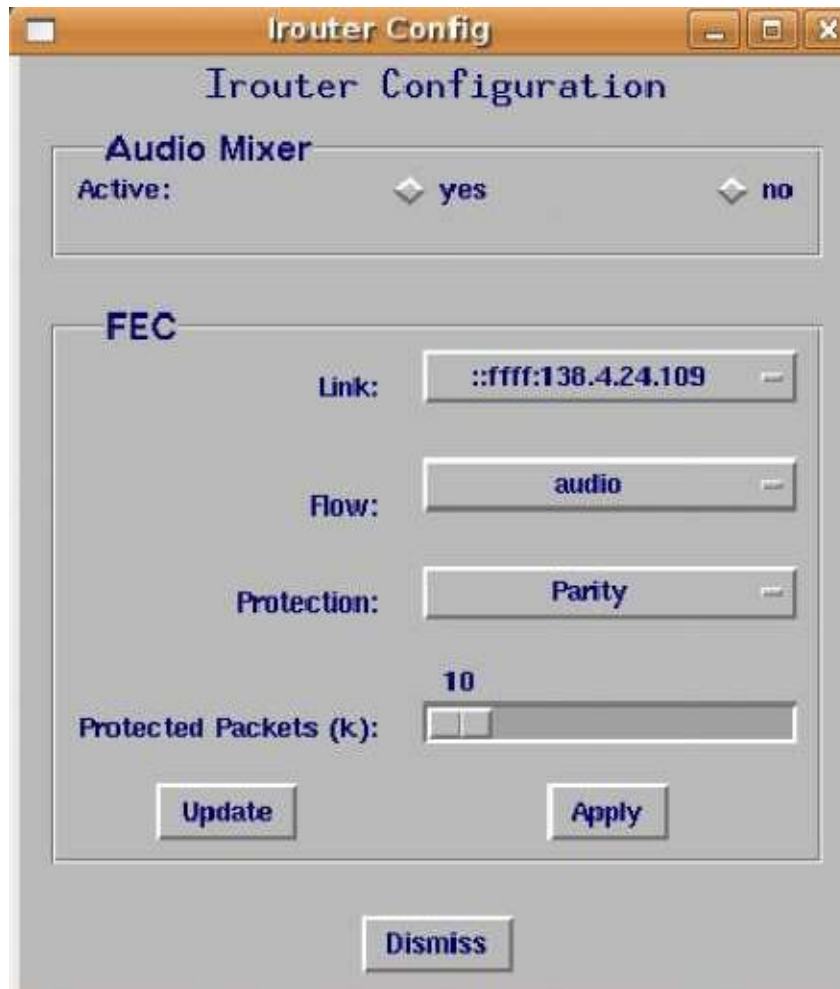 Irouter Config
Irouter Configuration
Audio Mixer
Active: yes no
FEC
Link: ::ffff:138.4.24.109
Flow: audio
Protection: Parity
10
Protected Packets (k):
Update Apply
Dismiss